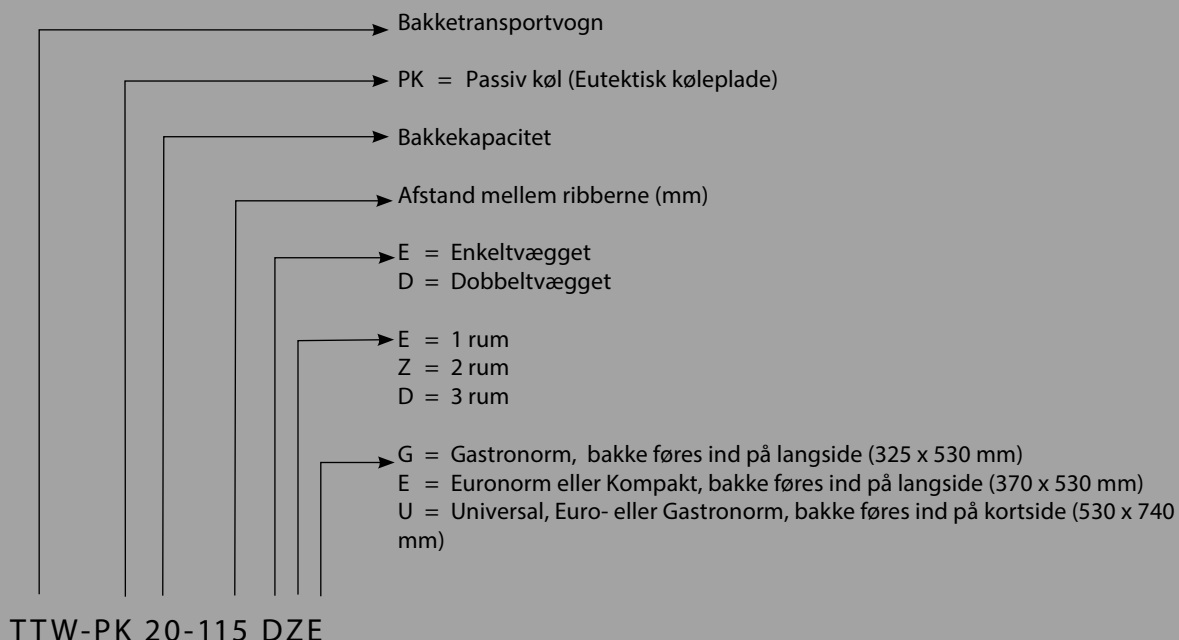 Bakketransportvogn
PK = Passiv køl (Eutektisk køleplade)
Bakkekapacitet
Afstand mellem ribberne (mm)
E = Enkeltvægget
D = Dobbeltvægget
E = 1 rum
Z = 2 rum
D = 3 rum
G = Gastronorm, bakke føres ind på langside (325 x 530 mm)
E = Euronorm eller Kompakt, bakke føres ind på langside (370 x 530 mm)
U = Universal, Euro- eller Gastronorm, bakke føres ind på kortside (530 x 740
mm)
TTW-PK 20-115 DZE